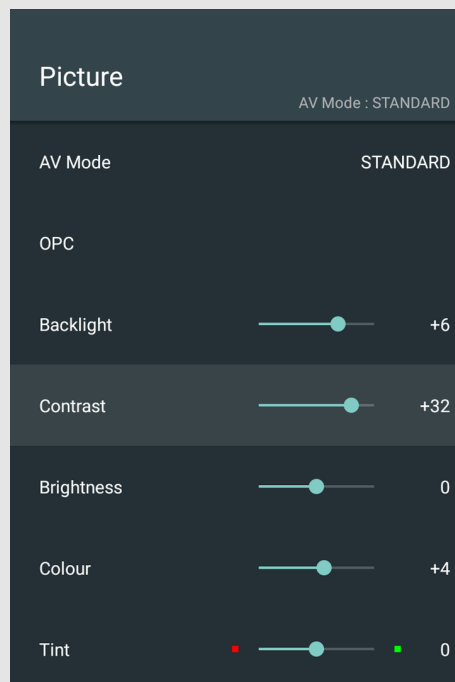 Picture
AV Mode : STANDARD
AV Mode STANDARD
OPC
Backlight +6
Contrast +32
Brightness 0
Colour +4
Tint 0